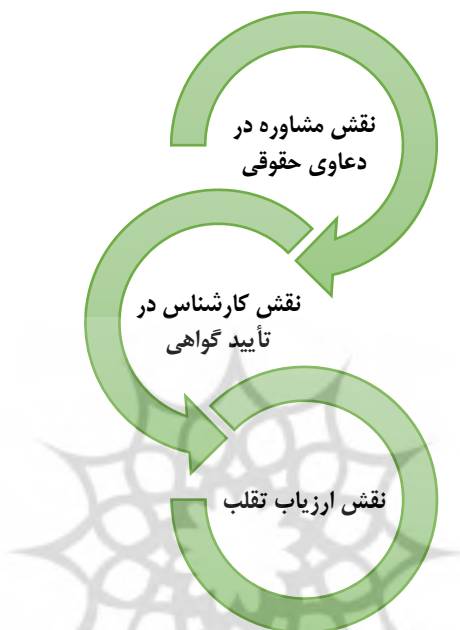 نقش مشاوره در
دعاوی حقوقی
نقش کارشناس در
تأیید گواهی
نقش ارزیاب تقلب